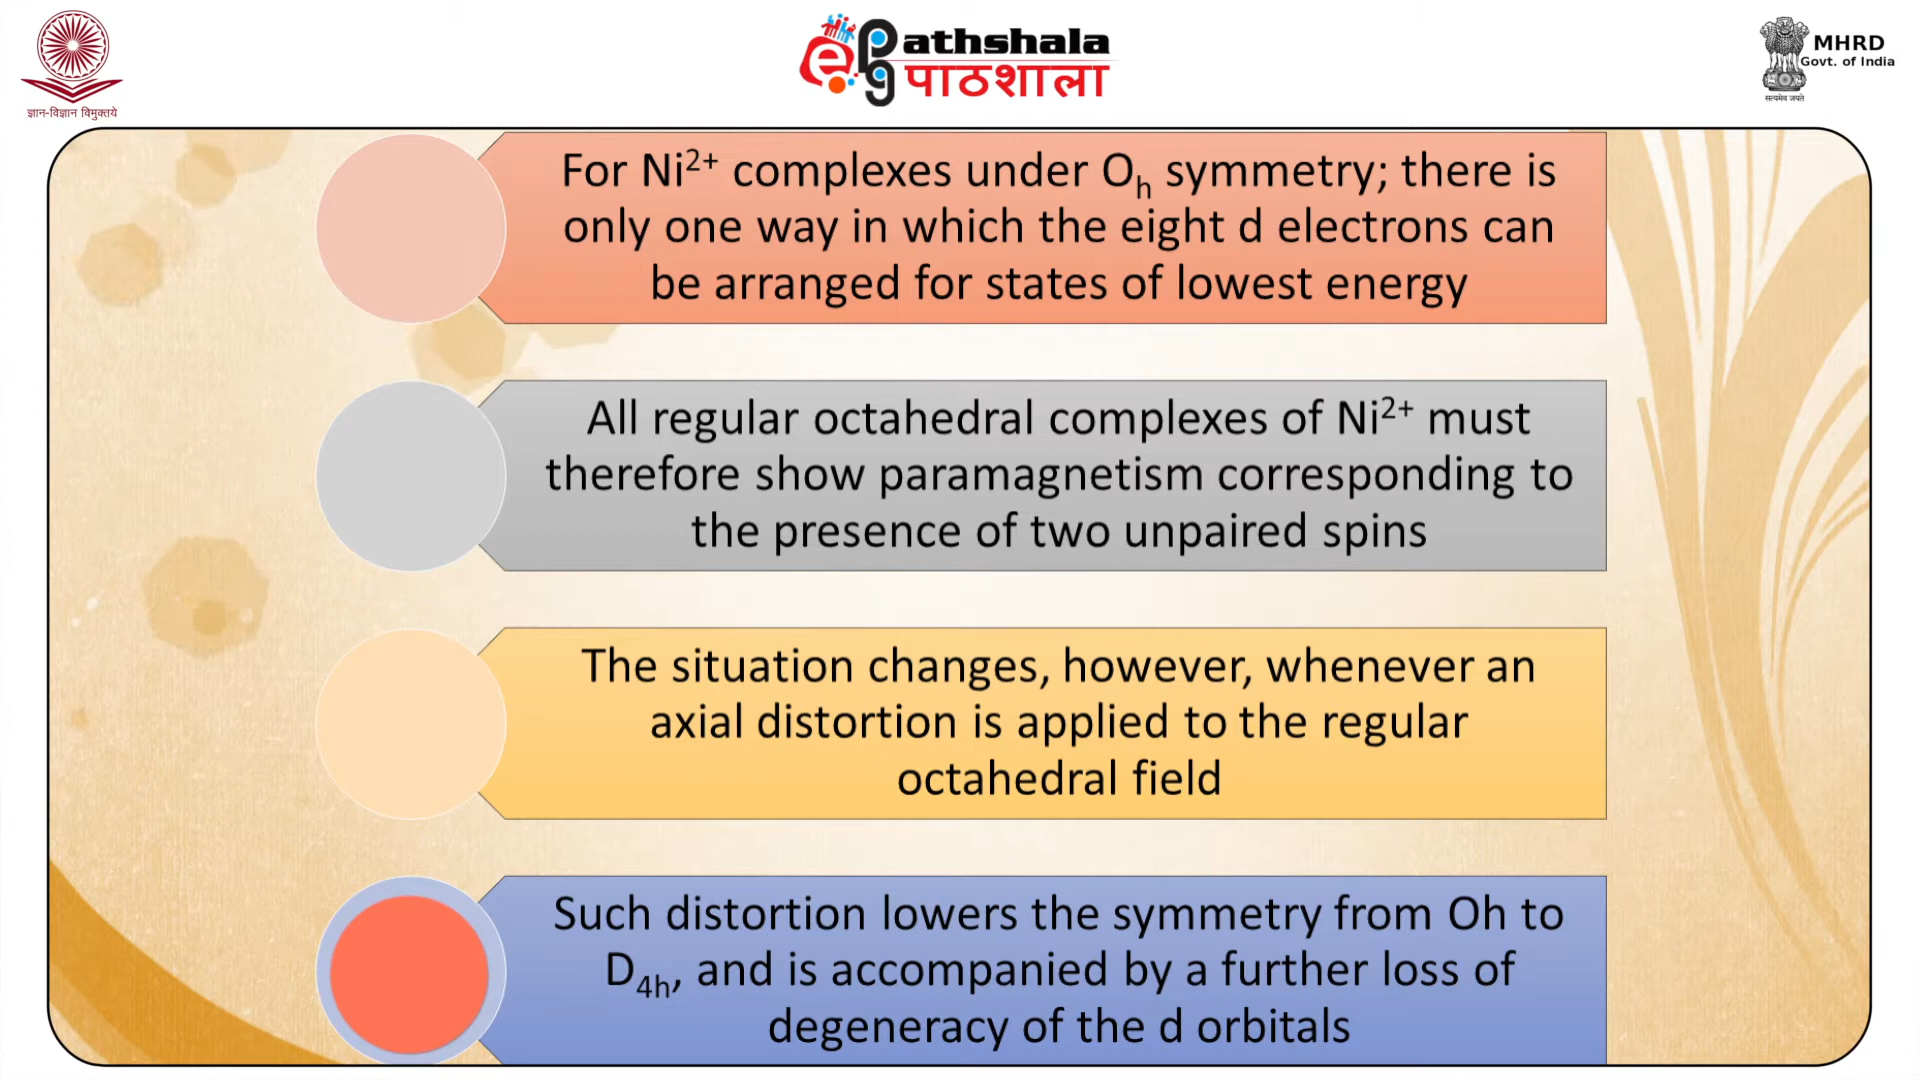 ज्ञान-विज्ञान विमुक्तये
e PG athshala
पाठशाला
MHRD
Govt. of India
सत्यमेव जयते
For Ni²⁺ complexes under Oₕ symmetry; there is
only one way in which the eight d electrons can
be arranged for states of lowest energy
All regular octahedral complexes of Ni²⁺ must
therefore show paramagnetism corresponding to
the presence of two unpaired spins
The situation changes, however, whenever an
axial distortion is applied to the regular
octahedral field
Such distortion lowers the symmetry from Oh to
D₄ₕ, and is accompanied by a further loss of
degeneracy of the d orbitals